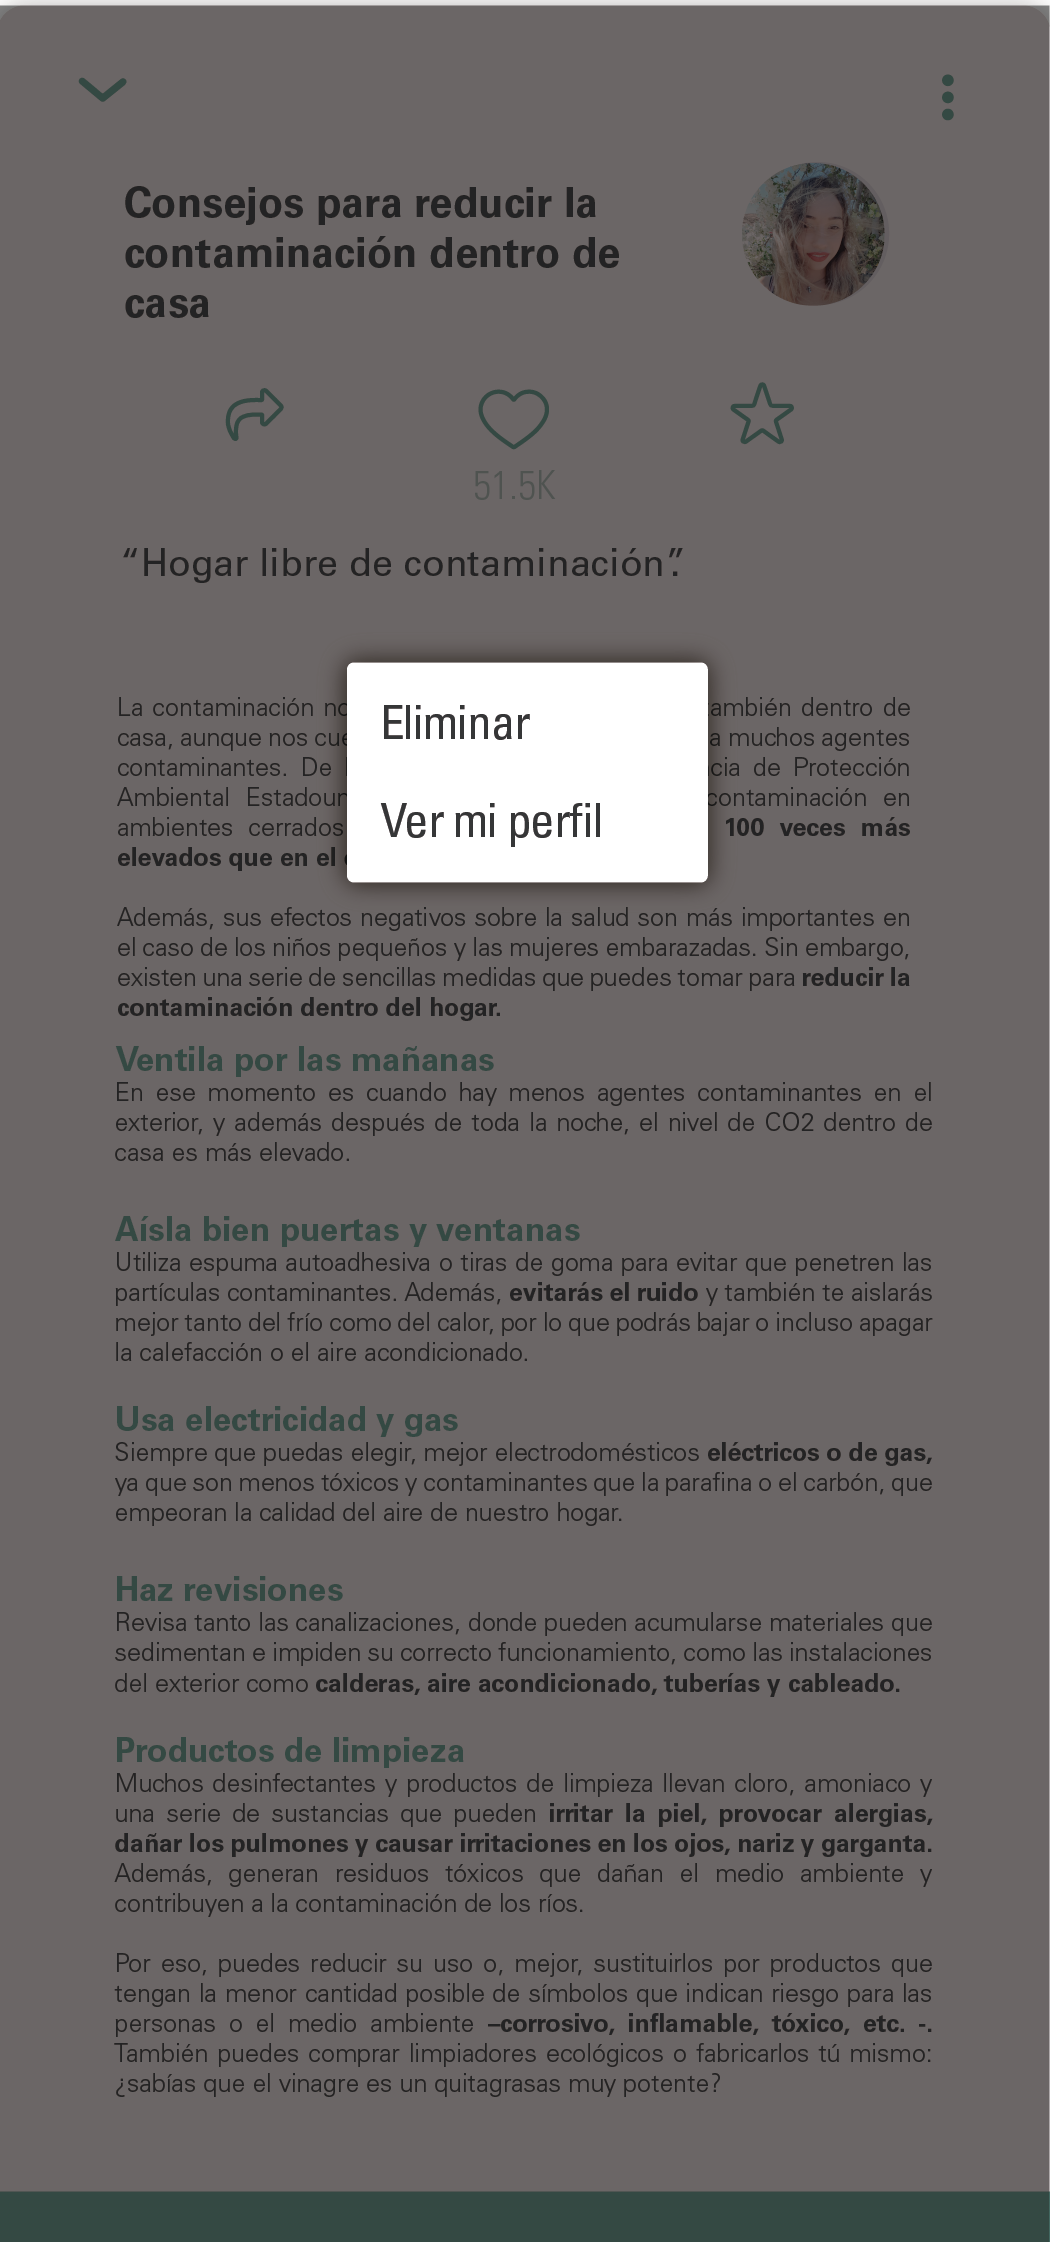 Consejos para reducir la
contaminación dentro de
casa
51.5K
“Hogar libre de contaminación”.
Eliminar
Ver mi perfil
La contaminación dentro de
casa, aunque nos muchos agentes
contaminantes. De de Protección
Ambiental contaminación en
ambientes cerrados 100 veces más
elevados que en el
Además, sus efectos negativos sobre la salud son más importantes en
el caso de los niños pequeños y las mujeres embarazadas. Sin embargo,
existen una serie de sencillas medidas que puedes tomar para reducir la
contaminación dentro del hogar.
Ventila por las mañanas
En ese momento es cuando hay menos agentes contaminantes en el
exterior, y además después de toda la noche, el nivel de CO2 dentro de
casa es más elevado.
Aísla bien puertas y ventanas
Utiliza espuma autoadhesiva o tiras de goma para evitar que penetren las
partículas contaminantes. Además, evitarás el ruido y también te aislarás
mejor tanto del frío como del calor, por lo que podrás bajar o incluso apagar
la calefacción o el aire acondicionado.
Usa electricidad y gas
Siempre que puedas elegir, mejor electrodomésticos eléctricos o de gas,
ya que son menos tóxicos y contaminantes que la parafina o el carbón, que
empeoran la calidad del aire de nuestro hogar.
Haz revisiones
Revisa tanto las canalizaciones, donde pueden acumularse materiales que
sedimentan e impiden su correcto funcionamiento, como las instalaciones
del exterior como calderas, aire acondicionado, tuberías y cableado.
Productos de limpieza
Muchos desinfectantes y productos de limpieza llevan cloro, amoniaco y
una serie de sustancias que pueden irritar la piel, provocar alergias,
dañar los pulmones y causar irritaciones en los ojos, nariz y garganta.
Además, generan residuos tóxicos que dañan el medio ambiente y
contribuyen a la contaminación de los ríos.
Por eso, puedes reducir su uso o, mejor, sustituirlos por productos que
tengan la menor cantidad posible de símbolos que indican riesgo para las
personas o el medio ambiente –corrosivo, inflamable, tóxico, etc. -.
También puedes comprar limpiadores ecológicos o fabricarlos tú mismo:
¿sabías que el vinagre es un quitagrasas muy potente?